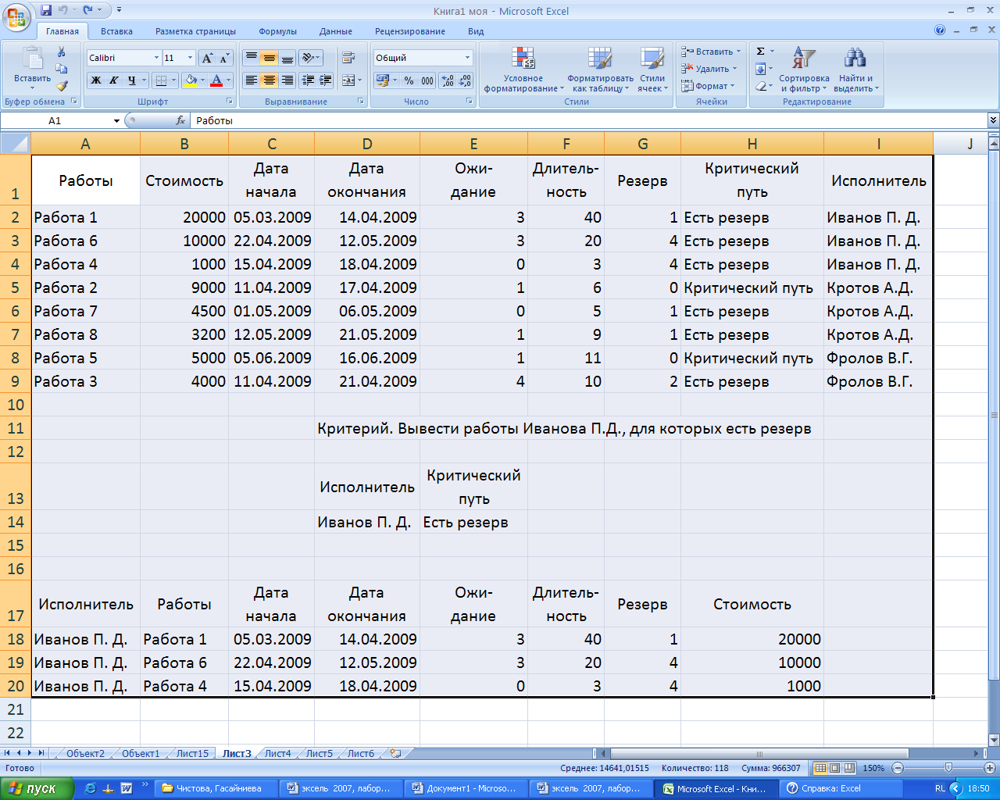 Книга1 моя - Microsoft Excel
Главная Вставка Разметка страницы Формулы Данные Рецензирование Вид
Вставить
Calibri 11
Общий
Ж К Ч
% 000
Условное форматирование
Форматировать как таблицу
Стили ячеек
Вставить
Удалить
Формат
Сортировка и фильтр
Найти и выделить
Буфер обмена Шрифт Выравнивание Число Стили Ячейки Редактирование
A1 fx Работы
A B C D E F G H I J
1 Работы Стоимость Дата начала Дата окончания Ожи-дание Длитель-ность Резерв Критический путь Исполнитель
2 Работа 1 20000 05.03.2009 14.04.2009 3 40 1 Есть резерв Иванов П. Д.
3 Работа 6 10000 22.04.2009 12.05.2009 3 20 4 Есть резерв Иванов П. Д.
4 Работа 4 1000 15.04.2009 18.04.2009 0 3 4 Есть резерв Иванов П. Д.
5 Работа 2 9000 11.04.2009 17.04.2009 1 6 0 Критический путь Кротов А.Д.
6 Работа 7 4500 01.05.2009 06.05.2009 0 5 1 Есть резерв Кротов А.Д.
7 Работа 8 3200 12.05.2009 21.05.2009 1 9 1 Есть резерв Кротов А.Д.
8 Работа 5 5000 05.06.2009 16.06.2009 1 11 0 Критический путь Фролов В.Г.
9 Работа 3 4000 11.04.2009 21.04.2009 4 10 2 Есть резерв Фролов В.Г.
10
11 Критерий. Вывести работы Иванова П.Д., для которых есть резерв
12
13 Исполнитель Критический путь
14 Иванов П. Д. Есть резерв
15
16
17 Исполнитель Работы Дата начала Дата окончания Ожи-дание Длитель-ность Резерв Стоимость
18 Иванов П. Д. Работа 1 05.03.2009 14.04.2009 3 40 1 20000
19 Иванов П. Д. Работа 6 22.04.2009 12.05.2009 3 20 4 10000
20 Иванов П. Д. Работа 4 15.04.2009 18.04.2009 0 3 4 1000
21
22
Объект2 Объект1 Лист15 Лист3 Лист4 Лист5 Лист6
Готово Среднее: 14641,01515 Количество: 118 Сумма: 966307 150%
пуск Чистова, Гасайниева эксель 2007, лабор... Документ1 - Microso... эксель 2007, лабор... Microsoft Excel - Кни... Справка: Excel RL 18:50